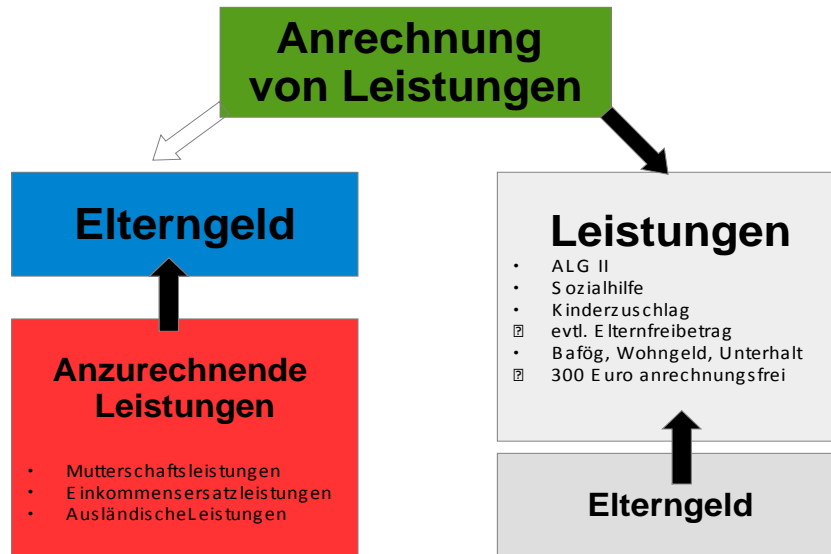 Anrechnung
von Leistungen
Elterngeld
Anzurechnende
Leistungen
• Mutterschaftsleistungen
• Einkommensersatzleistungen
• AusländischeLeistungen
Leistungen
• ALG II
• Sozialhilfe
• Kinderzuschlag
⍰ evtl. Elternfreibetrag
• Bafög, Wohngeld, Unterhalt
⍰ 300 Euro anrechnungsfrei
Elterngeld